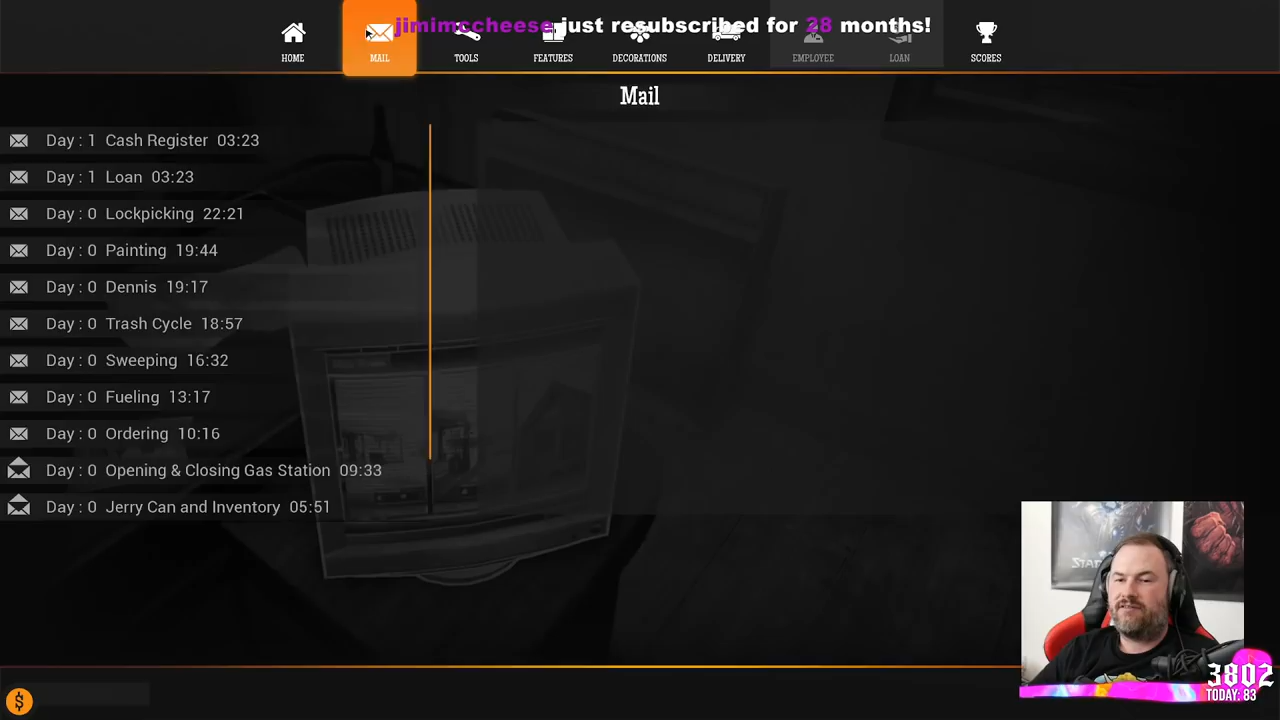 jimimccheese just resubscribed for 28 months!
HOME MAIL TOOLS FEATURES DECORATIONS DELIVERY EMPLOYEE LOAN SCORES
Mail
Day : 1 Cash Register 03:23
Day : 1 Loan 03:23
Day : 0 Lockpicking 22:21
Day : 0 Painting 19:44
Day : 0 Dennis 19:17
Day : 0 Trash Cycle 18:57
Day : 0 Sweeping 16:32
Day : 0 Fueling 13:17
Day : 0 Ordering 10:16
Day : 0 Opening & Closing Gas Station 09:33
Day : 0 Jerry Can and Inventory 05:51
$
3802
TODAY: 83